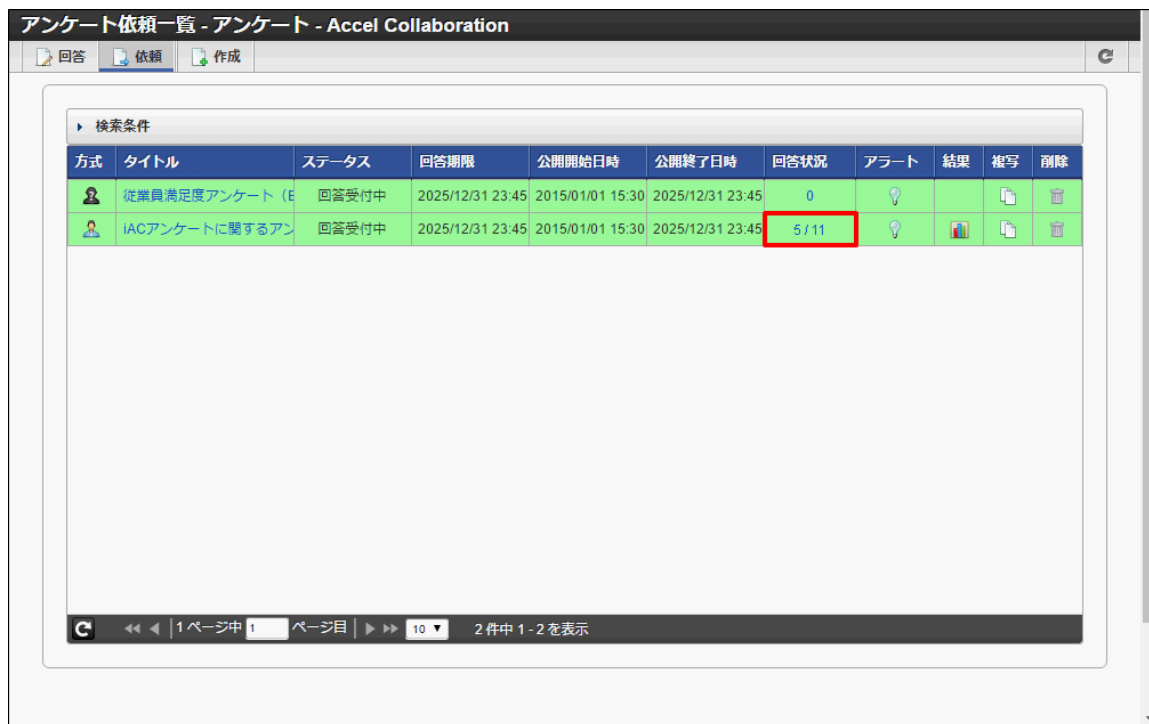 アンケート依頼一覧 - アンケート - Accel Collaboration
回答 依頼 作成
検索条件
方式 タイトル ステータス 回答期限 公開開始日時 公開終了日時 回答状況 アラート 結果 複写 削除
従業員満足度アンケート（E 回答受付中 2025/12/31 23:45 2015/01/01 15:30 2025/12/31 23:45 0
iACアンケートに関するアン 回答受付中 2025/12/31 23:45 2015/01/01 15:30 2025/12/31 23:45 5 / 11
1 ページ中 1 ページ目 10 2 件中 1 - 2 を表示